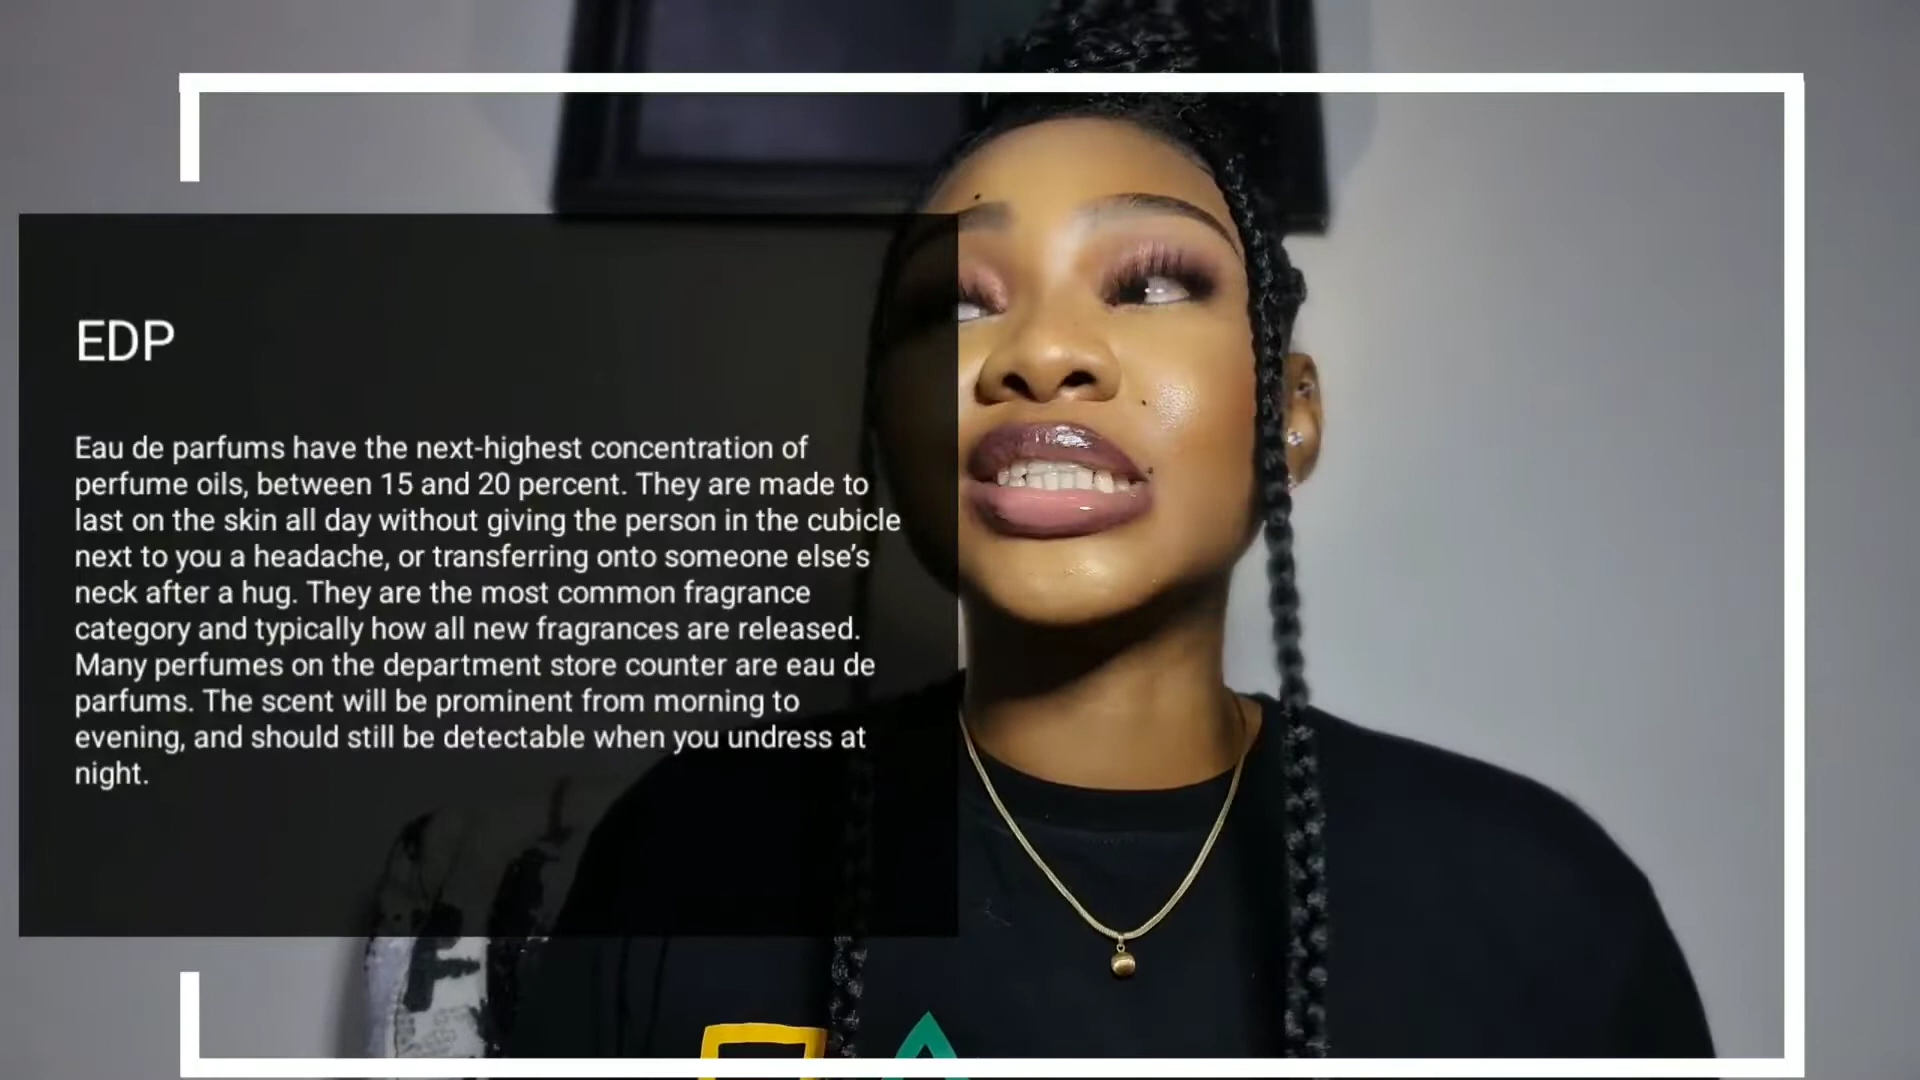 EDP
Eau de parfums have the next-highest concentration of
perfume oils, between 15 and 20 percent. They are made to
last on the skin all day without giving the person in the cubicle
next to you a headache, or transferring onto someone else’s
neck after a hug. They are the most common fragrance
category and typically how all new fragrances are released.
Many perfumes on the department store counter are eau de
parfums. The scent will be prominent from morning to
evening, and should still be detectable when you undress at
night.